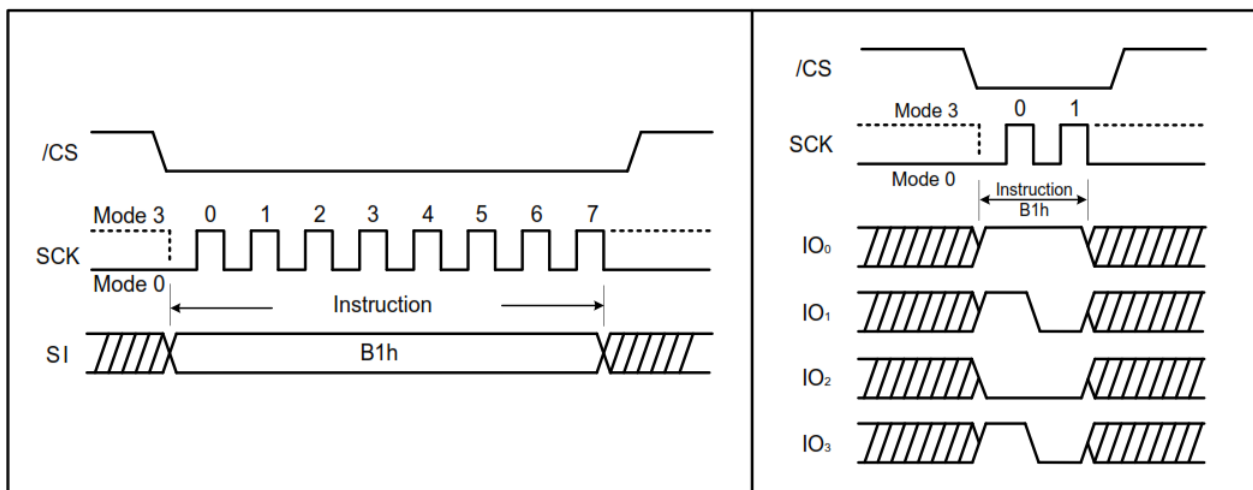 /CS
Mode 3 0 1 2 3 4 5 6 7
SCK
Mode 0
Instruction
SI B1h
/CS
Mode 3 0 1
SCK
Mode 0
Instruction
B1h
IO₀
IO₁
IO₂
IO₃